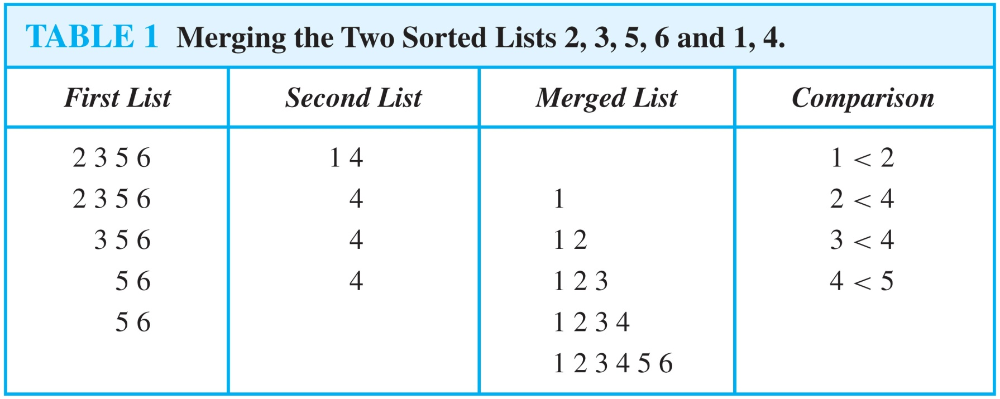 TABLE 1 Merging the Two Sorted Lists 2, 3, 5, 6 and 1, 4.
First List Second List Merged List Comparison
2 3 5 6 1 4 1 < 2
2 3 5 6 4 1 2 < 4
3 5 6 4 1 2 3 < 4
5 6 4 1 2 3 4 < 5
5 6 1 2 3 4
1 2 3 4 5 6